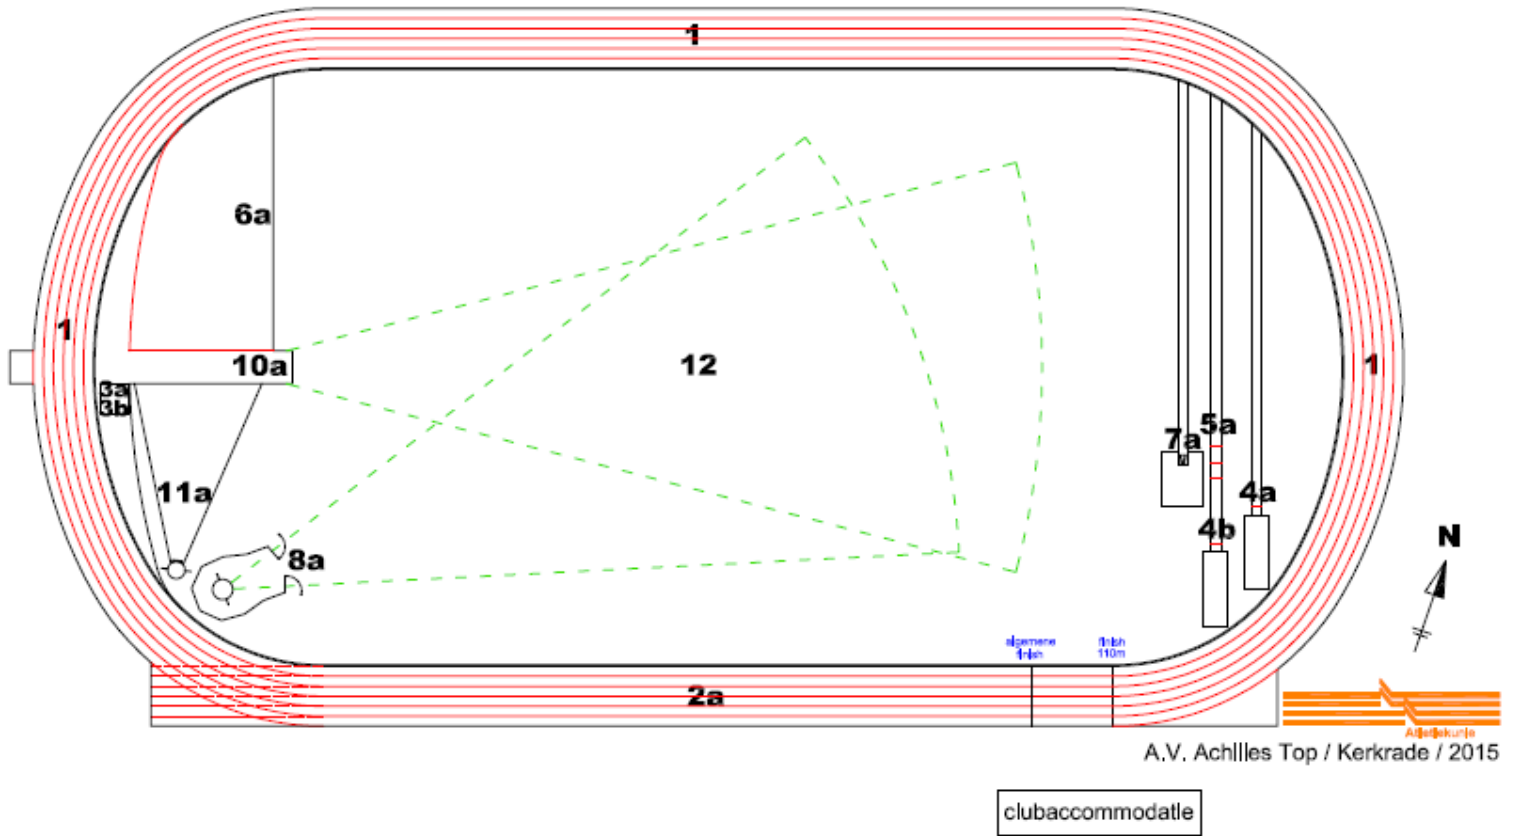 1
6a
1
10a
12
1
3a
3b
5a
7a
11a
4a
4b
8a
N
algemene
finish
finish
110m
2a
Atletiekunie
A.V. Achilles Top / Kerkrade / 2015
clubaccommodatie